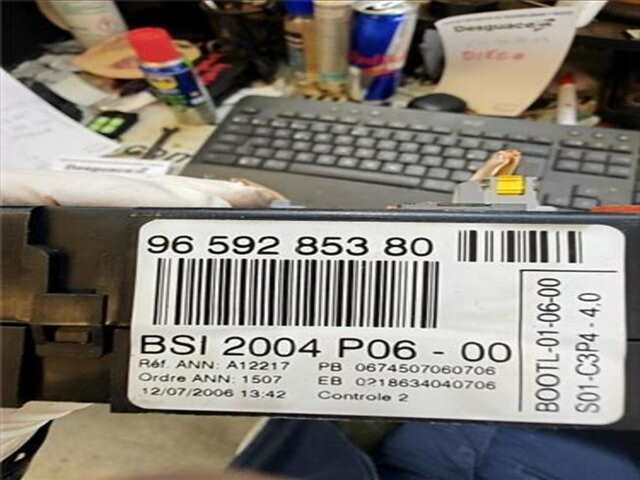 96 592 853 80
BSI 2004 P06 - 00
Réf. ANN: A12217 PB 0674507060706
Ordre ANN: 1507 EB 0218634040706
12/07/2006 13:42 Controle 2
BOOTL-01-06-00
S01-C3P4 - 4.0